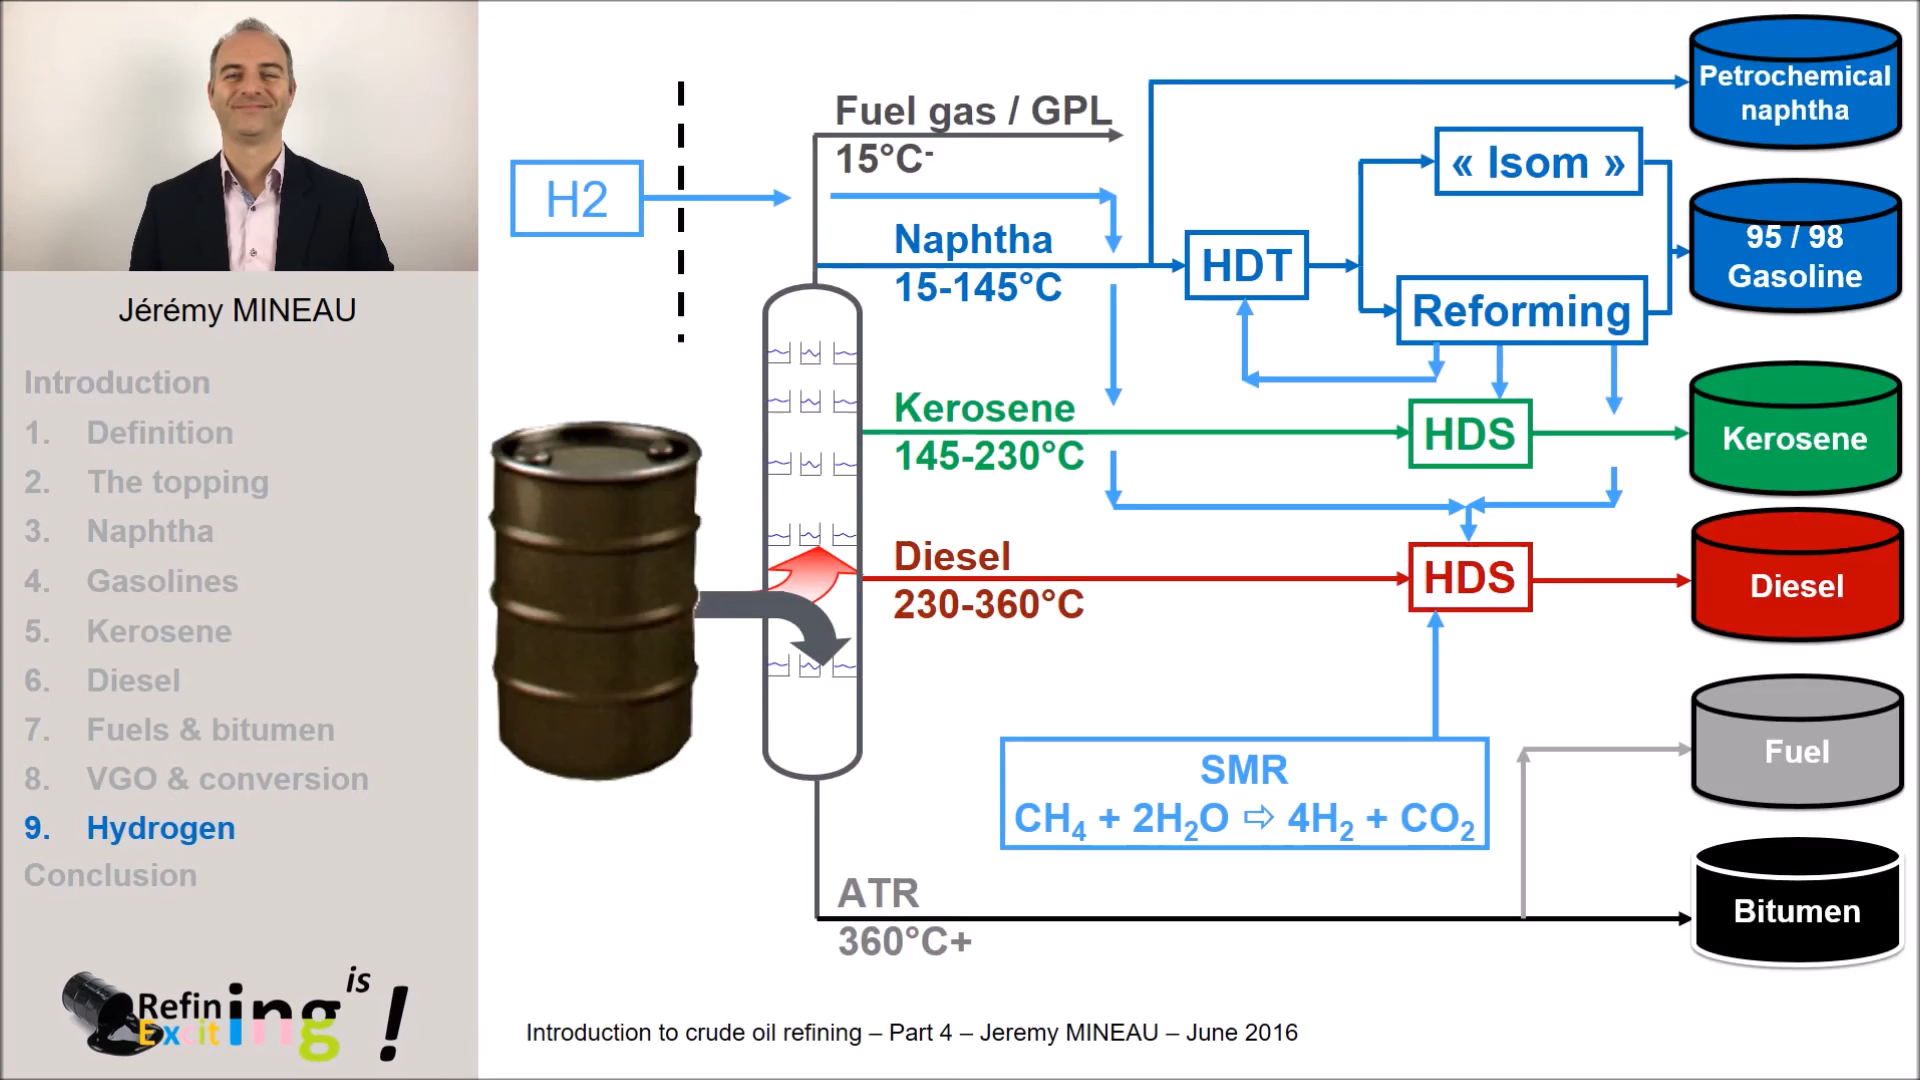 Jérémy MINEAU
Introduction
1. Definition
2. The topping
3. Naphtha
4. Gasolines
5. Kerosene
6. Diesel
7. Fuels & bitumen
8. VGO & conversion
9. Hydrogen
Conclusion
Refining
is
Exciting
!
H2
Fuel gas / GPL
15°C-
Naphtha
15-145°C
HDT
« Isom »
Reforming
Kerosene
145-230°C
HDS
Diesel
230-360°C
HDS
SMR
CH4 + 2H2O ⇨ 4H2 + CO2
ATR
360°C+
Petrochemical
naphtha
95 / 98
Gasoline
Kerosene
Diesel
Fuel
Bitumen
Introduction to crude oil refining – Part 4 – Jeremy MINEAU – June 2016